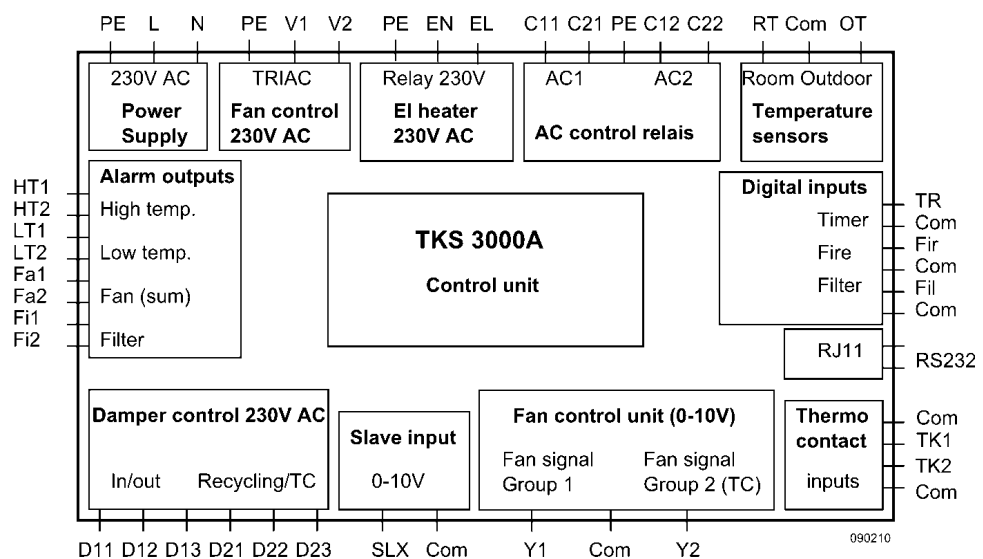 PE L N PE V1 V2 PE EN EL C11 C21 PE C12 C22 RT Com OT
230V AC
Power
Supply
TRIAC
Fan control
230V AC
Relay 230V
El heater
230V AC
AC1 AC2
AC control relais
Room Outdoor
Temperature
sensors
HT1
HT2
LT1
LT2
Fa1
Fa2
Fi1
Fi2
Alarm outputs
High temp.
Low temp.
Fan (sum)
Filter
TKS 3000A
Control unit
Digital inputs
Timer
Fire
Filter
TR
Com
Fir
Com
Fil
Com
RJ11
RS232
Damper control 230V AC
In/out Recycling/TC
Slave input
0-10V
Fan control unit (0-10V)
Fan signal
Group 1
Fan signal
Group 2 (TC)
Thermo
contact
inputs
Com
TK1
TK2
Com
D11 D12 D13 D21 D22 D23 SLX Com Y1 Com Y2
090210